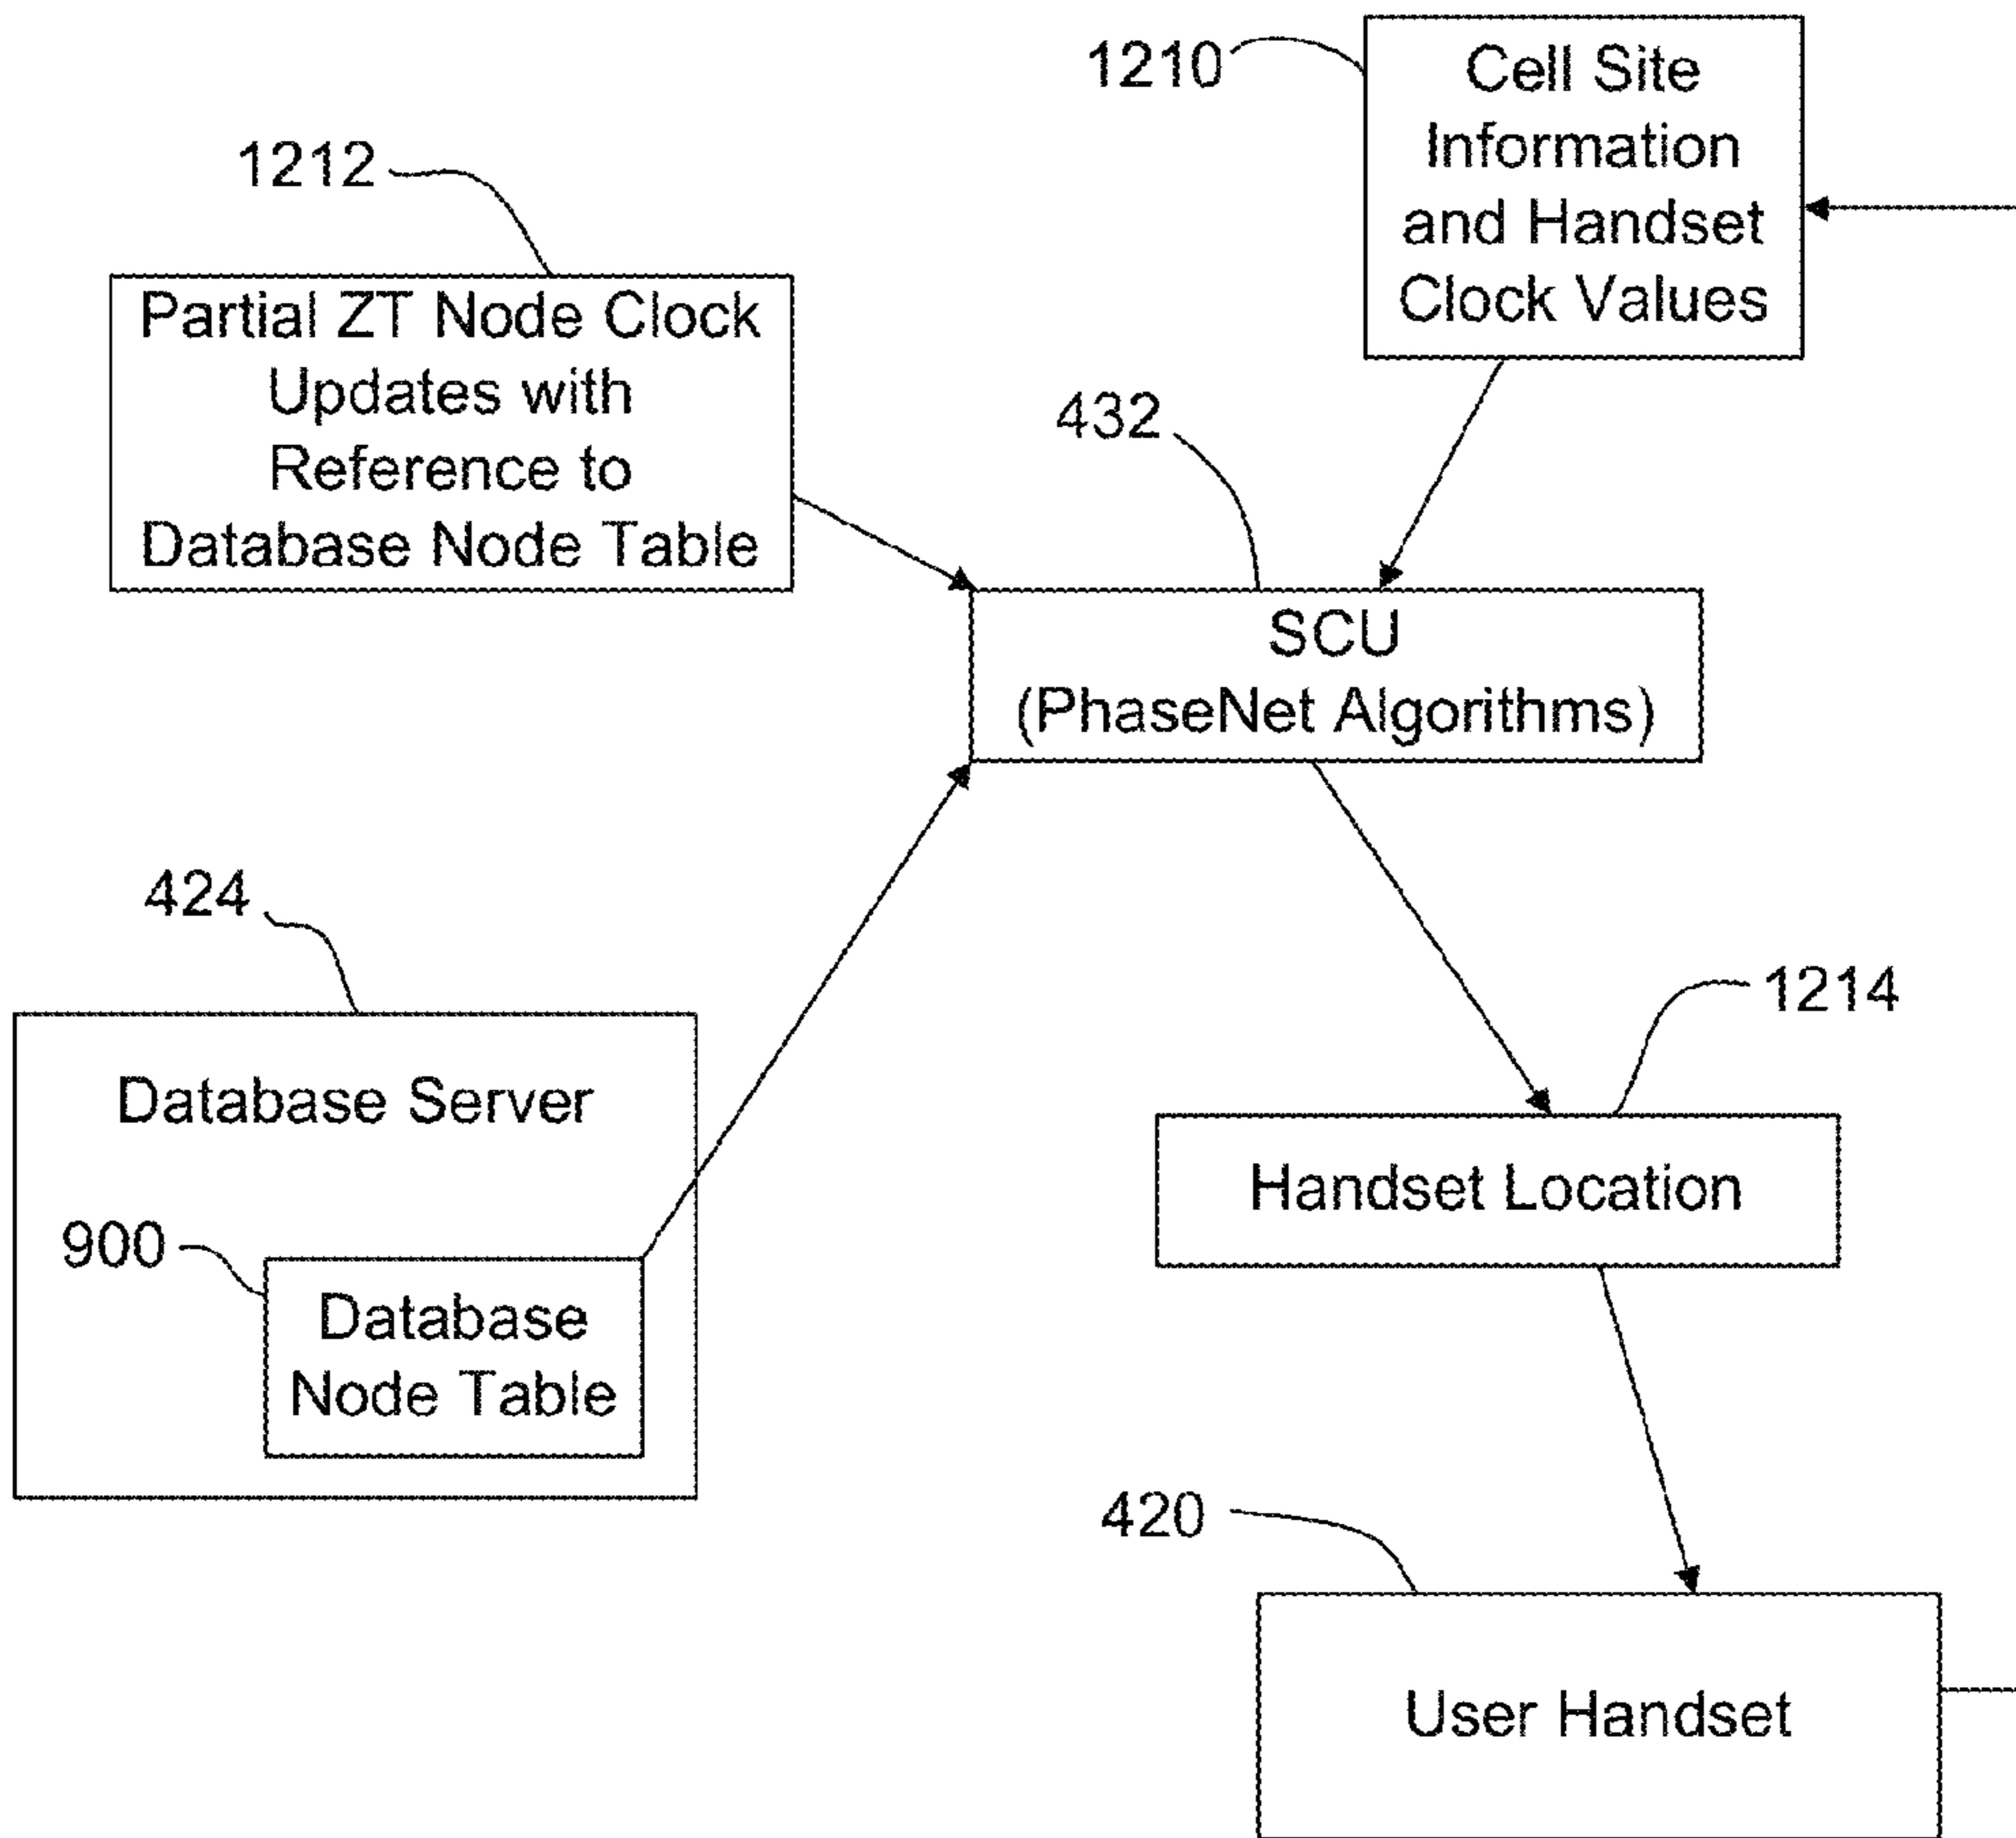 1210
Cell Site
Information
and Handset
Clock Values
1212
Partial ZT Node Clock
Updates with
Reference to
Database Node Table
432
SCU
(PhaseNet Algorithms)
424
Database Server
900
Database
Node Table
1214
Handset Location
420
User Handset